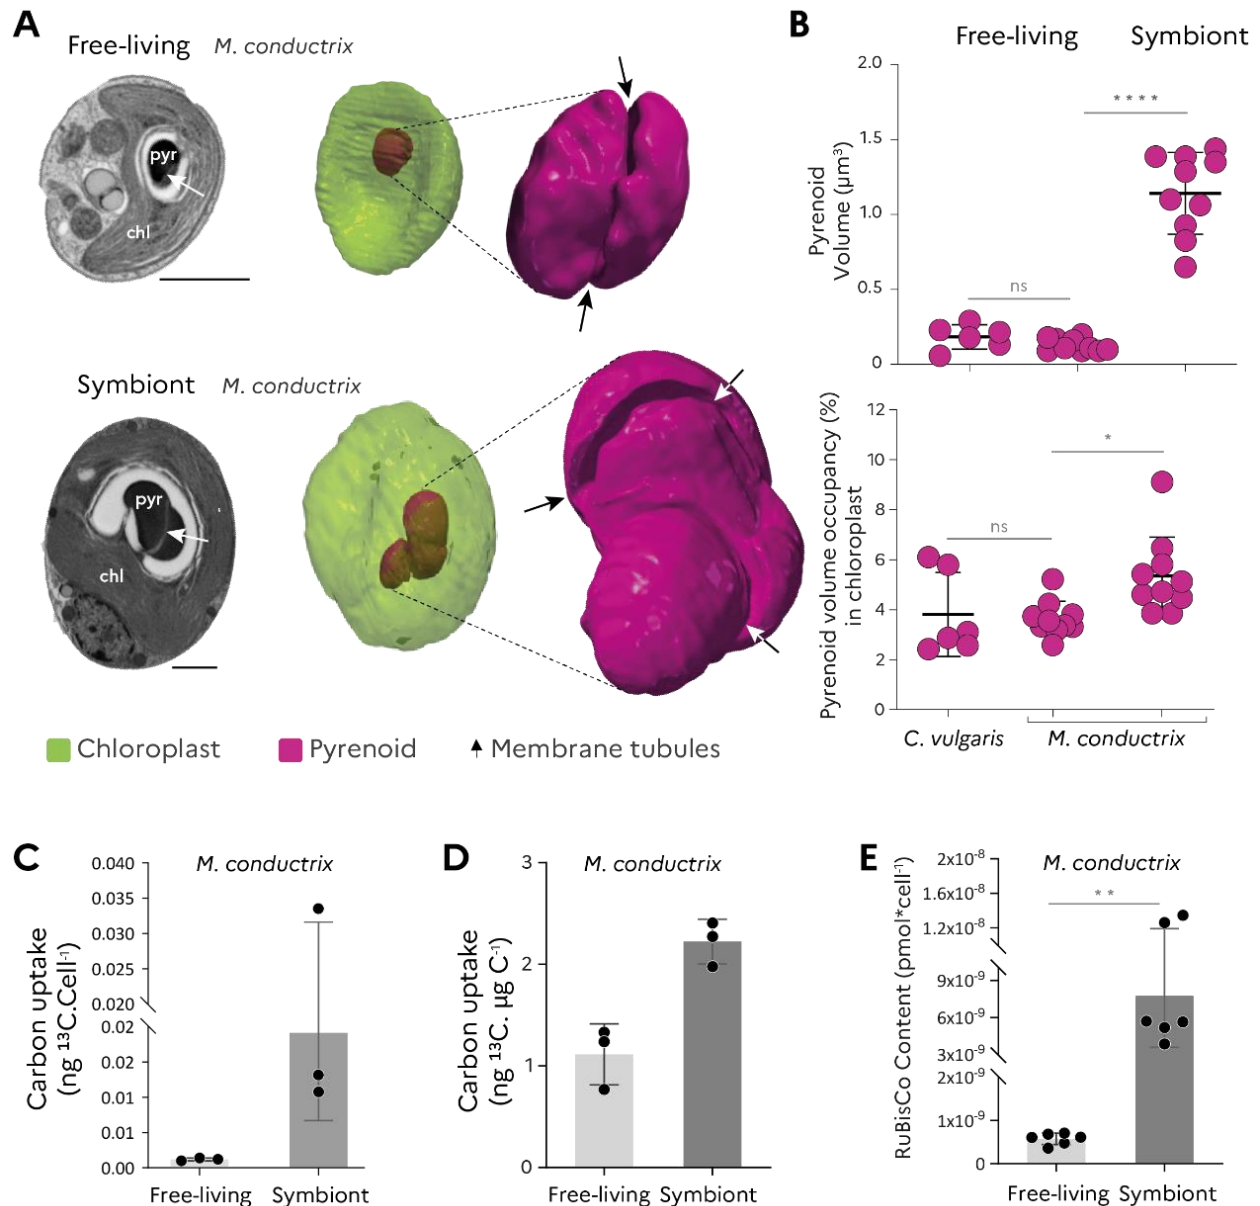 A
Free-living M. conductrix
pyr
chl
Symbiont M. conductrix
pyr
chl
Chloroplast
Pyrenoid
Membrane tubules
B
Free-living
Symbiont
Pyrenoid
Volume (µm³)
2.0
1.5
1.0
0.5
0
ns
****
Pyrenoid volume occupancy (%)
in chloroplast
12
10
8
6
4
2
0
ns
*
C. vulgaris
M. conductrix
C
M. conductrix
Carbon uptake
(ng ¹³C.Cell⁻¹)
0.040
0.035
0.030
0.025
0.020
0.02
0.02
0.01
0.01
0.00
Free-living
Symbiont
D
M. conductrix
Carbon uptake
(ng ¹³C. µg C⁻¹)
3
2
1
0
Free-living
Symbiont
E
M. conductrix
RuBisCo Content (pmol*cell⁻¹)
2x10⁻⁸
1.6x10⁻⁸
1.2x10⁻⁸
9x10⁻⁹
6x10⁻⁹
3x10⁻⁹
2x10⁻⁹
1x10⁻⁹
0
**
Free-living
Symbiont